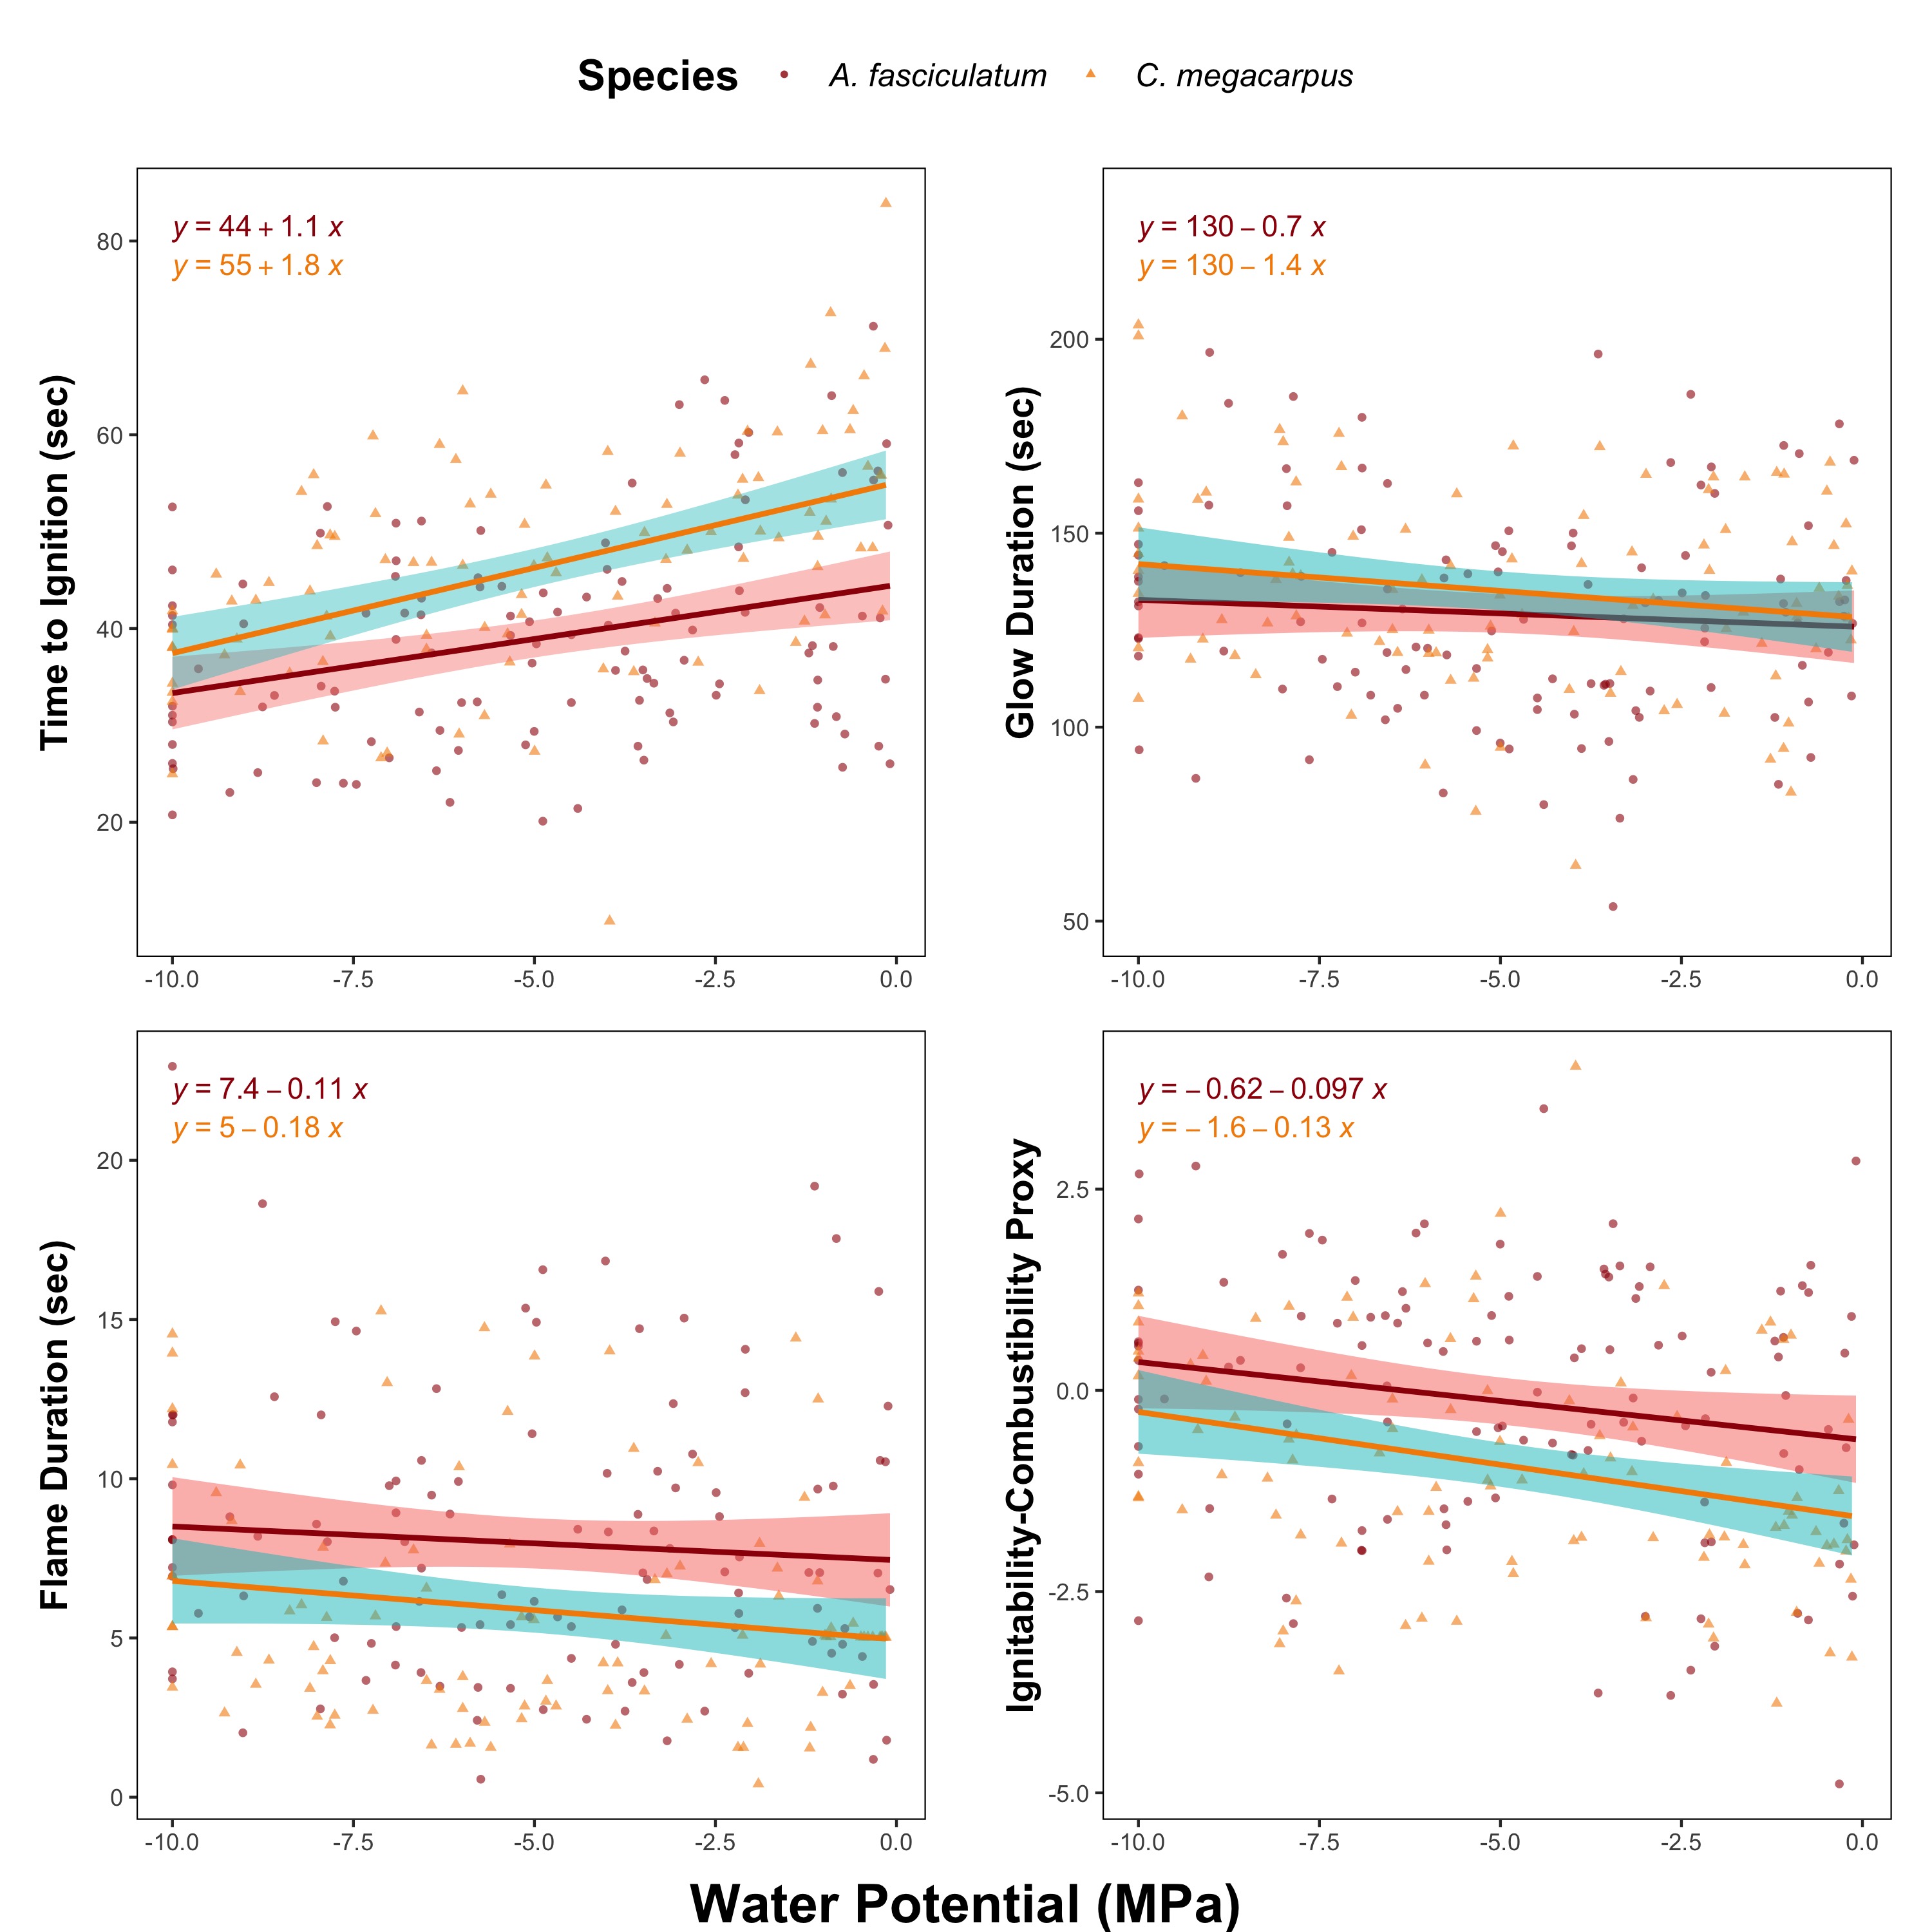 Species A. fasciculatum C. megacarpus
Time to Ignition (sec)
y = 44 + 1.1 x
y = 55 + 1.8 x
80
60
40
20
-10.0 -7.5 -5.0 -2.5 0.0
Glow Duration (sec)
y = 130 – 0.7 x
y = 130 – 1.4 x
200
150
100
50
-10.0 -7.5 -5.0 -2.5 0.0
Flame Duration (sec)
y = 7.4 – 0.11 x
y = 5 – 0.18 x
20
15
10
5
0
-10.0 -7.5 -5.0 -2.5 0.0
Ignitability-Combustibility Proxy
y = – 0.62 – 0.097 x
y = – 1.6 – 0.13 x
2.5
0.0
-2.5
-5.0
-10.0 -7.5 -5.0 -2.5 0.0
Water Potential (MPa)